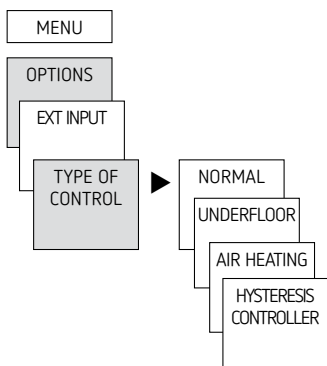 MENU
OPTIONS
EXT INPUT
TYPE OF
CONTROL
NORMAL
UNDERFLOOR
AIR HEATING
HYSTERESIS
CONTROLLER